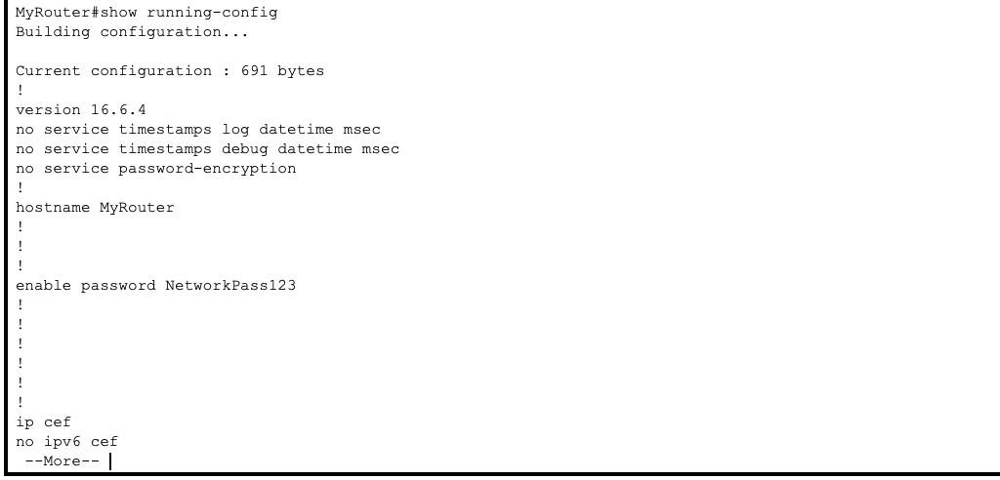 MyRouter#show running-config
Building configuration...
Current configuration : 691 bytes
!
version 16.6.4
no service timestamps log datetime msec
no service timestamps debug datetime msec
no service password-encryption
!
hostname MyRouter
!
!
!
enable password NetworkPass123
!
!
!
!
!
!
ip cef
no ipv6 cef
--More--